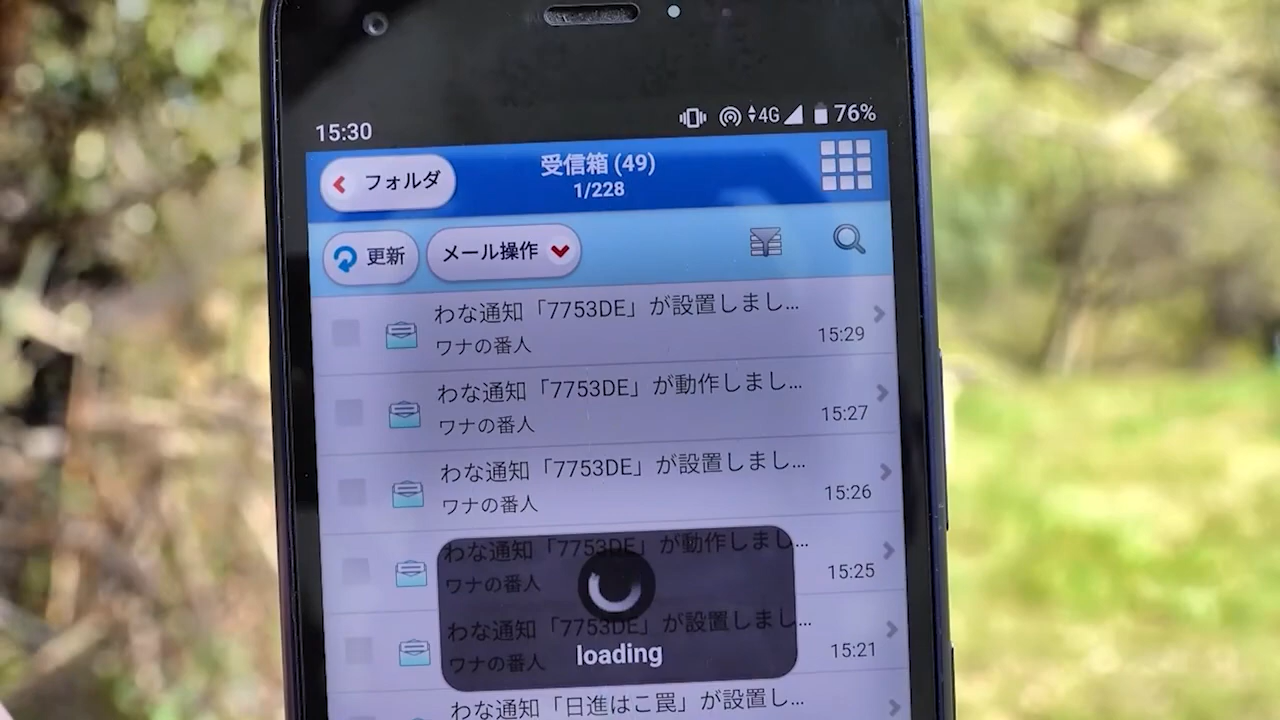 15:30
4G 76%
フォルダ
受信箱 (49)
1/228
更新
メール操作
わな通知「7753DE」が設置しまし...
ワナの番人
15:29
わな通知「7753DE」が動作しまし...
ワナの番人
15:27
わな通知「7753DE」が設置しまし...
ワナの番人
15:26
わな通知「7753DE」が動作しまし...
ワナの番人
15:25
わな通知「7753DE」が設置しまし...
ワナの番人
15:21
loading
わな通知「日進はこ罠」が設置し...